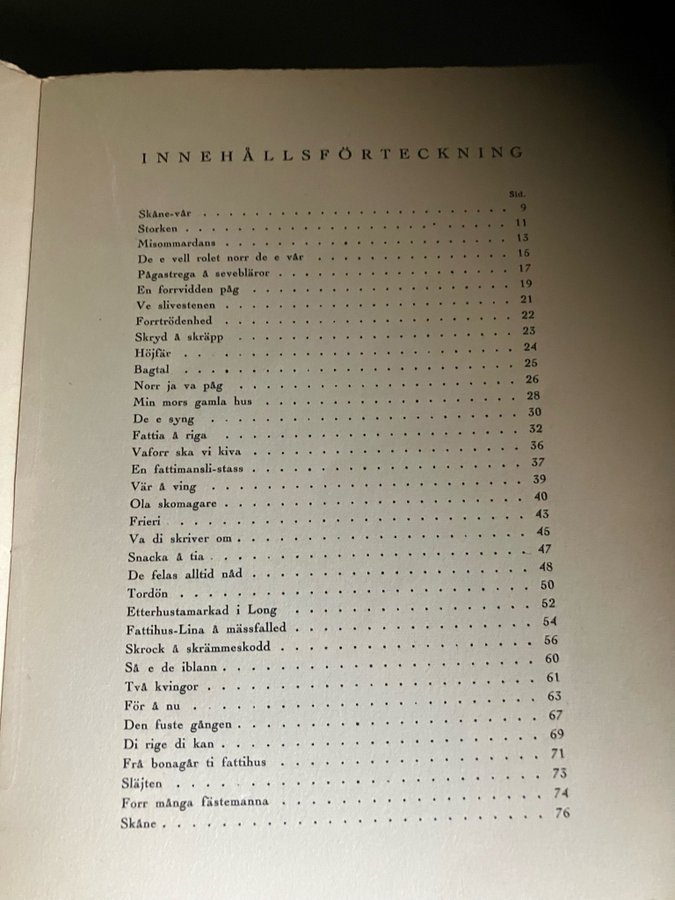 INNEHÅLLSFÖRTECKNING
Sid.
Skåne-vår . . . . . . . . . . . . . . . . . . . . . . . . 9
Storken . . . . . . . . . . . . . . . . . . . . . . . . 11
Misommardans . . . . . . . . . . . . . . . . . . . . . 13
De e vell rolet norr de e vår . . . . . . . . . . . . . . 15
Pågastrega å sevebläror . . . . . . . . . . . . . . . . . 17
En forrvidden påg . . . . . . . . . . . . . . . . . . . 19
Ve slivestenen . . . . . . . . . . . . . . . . . . . . . 21
Forrtrödenhed . . . . . . . . . . . . . . . . . . . . . 22
Skryd å skräpp . . . . . . . . . . . . . . . . . . . . 23
Höjfär . . . . . . . . . . . . . . . . . . . . . . . . 24
Bagtal . . . . . . . . . . . . . . . . . . . . . . . . 25
Norr ja va påg . . . . . . . . . . . . . . . . . . . . 26
Min mors gamla hus . . . . . . . . . . . . . . . . . . 28
De e syng . . . . . . . . . . . . . . . . . . . . . . 30
Fattia å riga . . . . . . . . . . . . . . . . . . . . . 32
Vaforr ska vi kiva . . . . . . . . . . . . . . . . . . . 36
En fattimansli-stass . . . . . . . . . . . . . . . . . . . 37
Vär å ving . . . . . . . . . . . . . . . . . . . . . . 39
Ola skomagare . . . . . . . . . . . . . . . . . . . . . 40
Frieri . . . . . . . . . . . . . . . . . . . . . . . . 43
Va di skriver om . . . . . . . . . . . . . . . . . . . . 45
Snacka å tia . . . . . . . . . . . . . . . . . . . . . 47
De felas alltid nåd . . . . . . . . . . . . . . . . . . . 48
Tordön . . . . . . . . . . . . . . . . . . . . . . . . 50
Etterhustamarkad i Long . . . . . . . . . . . . . . . . 52
Fattihus-Lina å mässfalled . . . . . . . . . . . . . . . . 54
Skrock å skrämmeskodd . . . . . . . . . . . . . . . . 56
Så e de iblann . . . . . . . . . . . . . . . . . . . . 60
Två kvingor . . . . . . . . . . . . . . . . . . . . . 61
För å nu . . . . . . . . . . . . . . . . . . . . . . 63
Den fuste gången . . . . . . . . . . . . . . . . . . . 67
Di rige di kan . . . . . . . . . . . . . . . . . . . . 69
Frå bonagår ti fattihus . . . . . . . . . . . . . . . . . 71
Släjten . . . . . . . . . . . . . . . . . . . . . . . 73
Forr många fästemanna . . . . . . . . . . . . . . . . . 74
Skåne . . . . . . . . . . . . . . . . . . . . . . . . 76